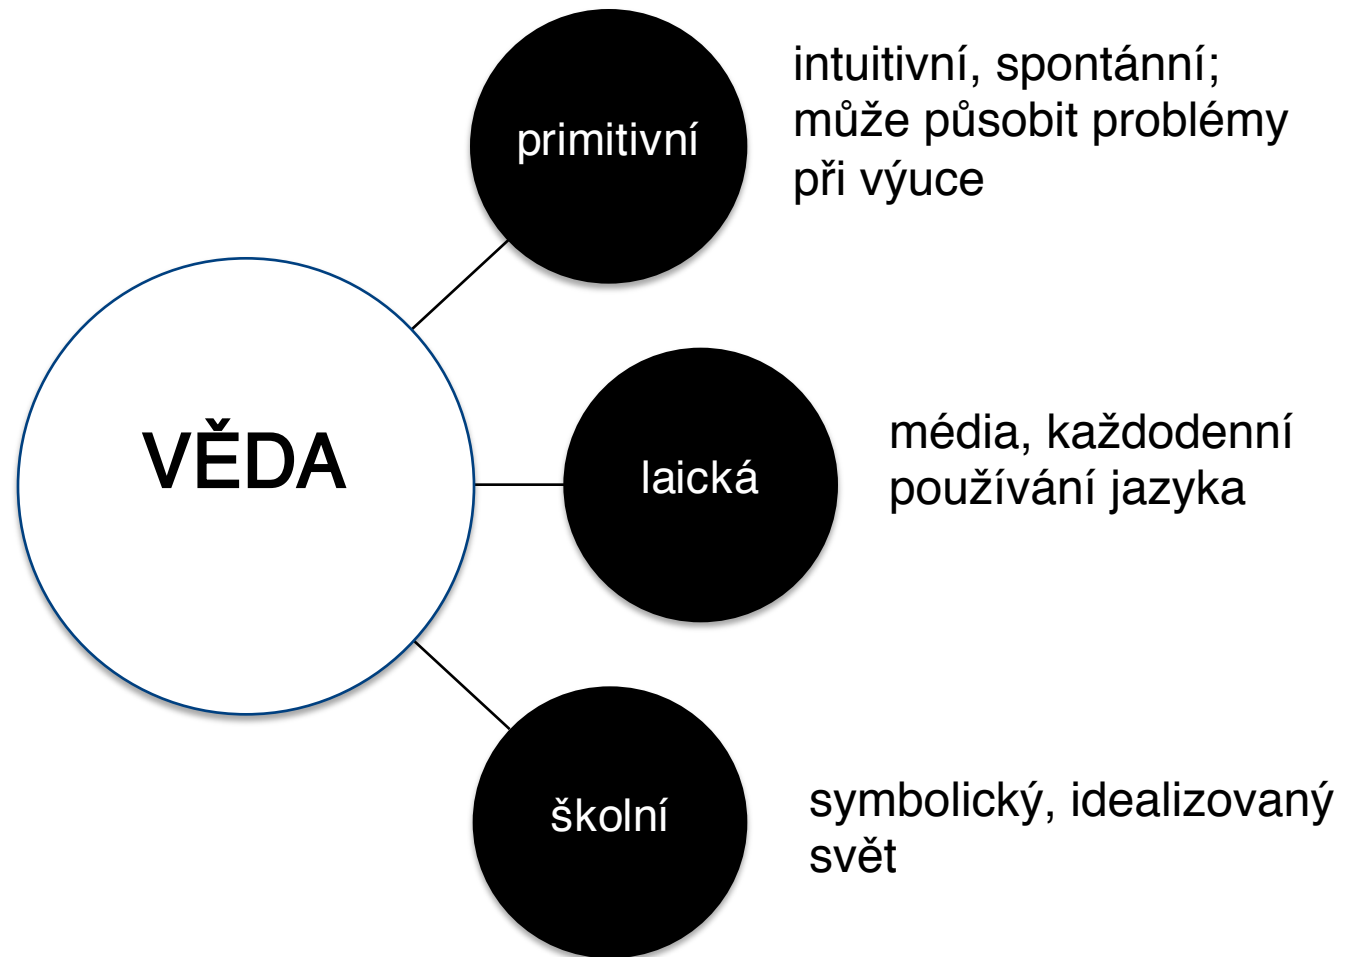 primitivní
intuitivní, spontánní;
může působit problémy
při výuce
VĚDA
laická
média, každodenní
používání jazyka
školní
symbolický, idealizovaný
svět